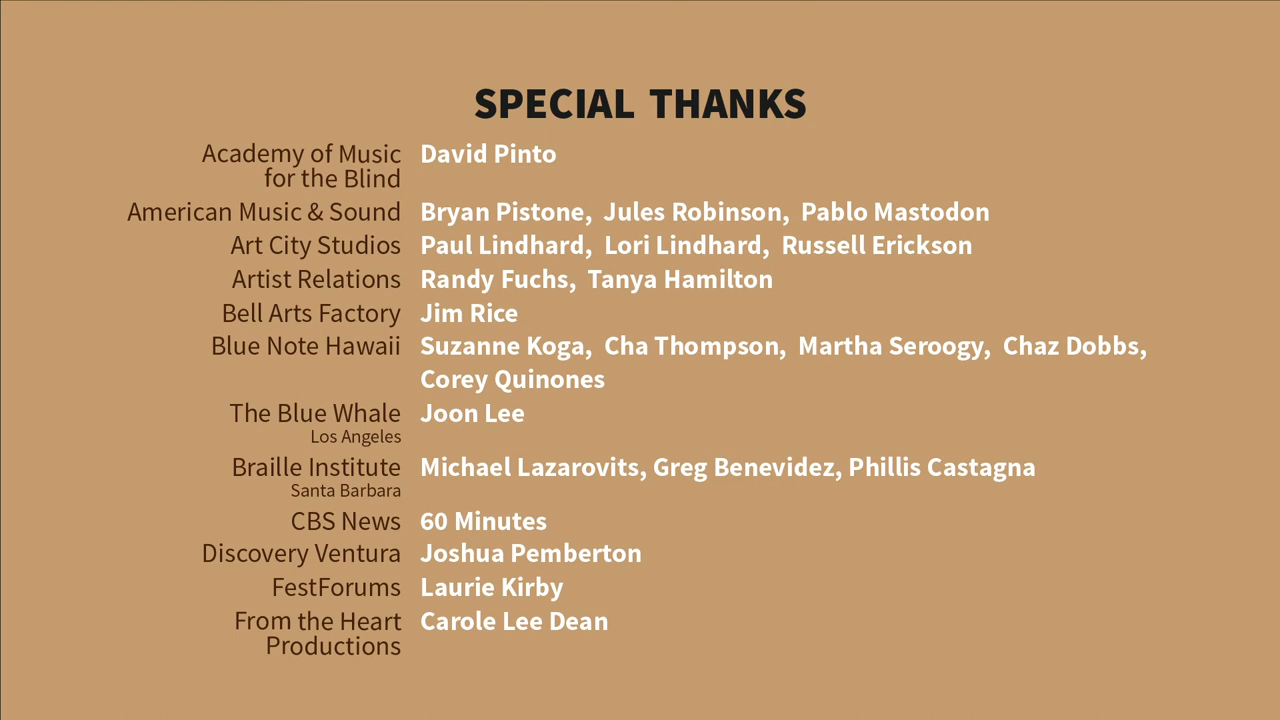 SPECIAL THANKS
Academy of Music for the Blind David Pinto
American Music & Sound Bryan Pistone, Jules Robinson, Pablo Mastodon
Art City Studios Paul Lindhard, Lori Lindhard, Russell Erickson
Artist Relations Randy Fuchs, Tanya Hamilton
Bell Arts Factory Jim Rice
Blue Note Hawaii Suzanne Koga, Cha Thompson, Martha Seroogy, Chaz Dobbs,
Corey Quinones
The Blue Whale Joon Lee
Los Angeles
Braille Institute Michael Lazarovits, Greg Benevidez, Phillis Castagna
Santa Barbara
CBS News 60 Minutes
Discovery Ventura Joshua Pemberton
FestForums Laurie Kirby
From the Heart Productions Carole Lee Dean